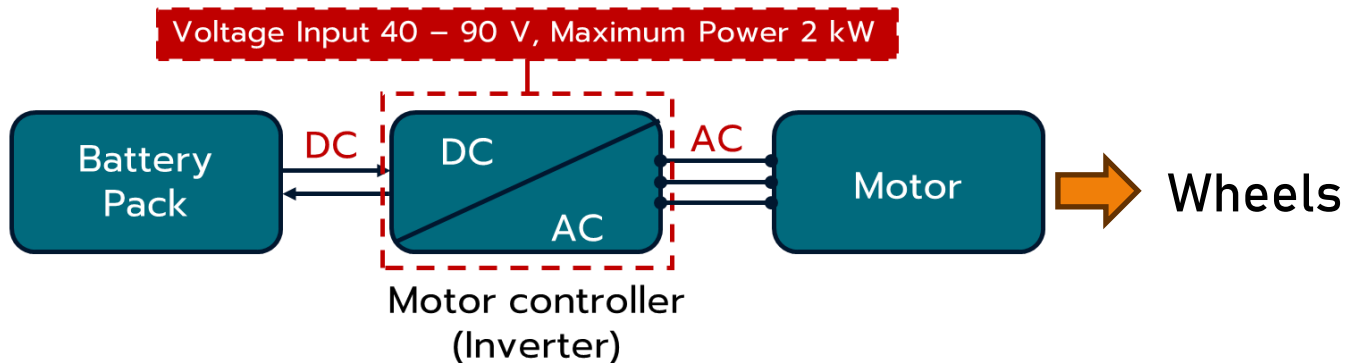 Voltage Input 40 – 90 V, Maximum Power 2 kW
Battery
Pack
DC
DC
AC
AC
Motor
Wheels
Motor controller
(Inverter)